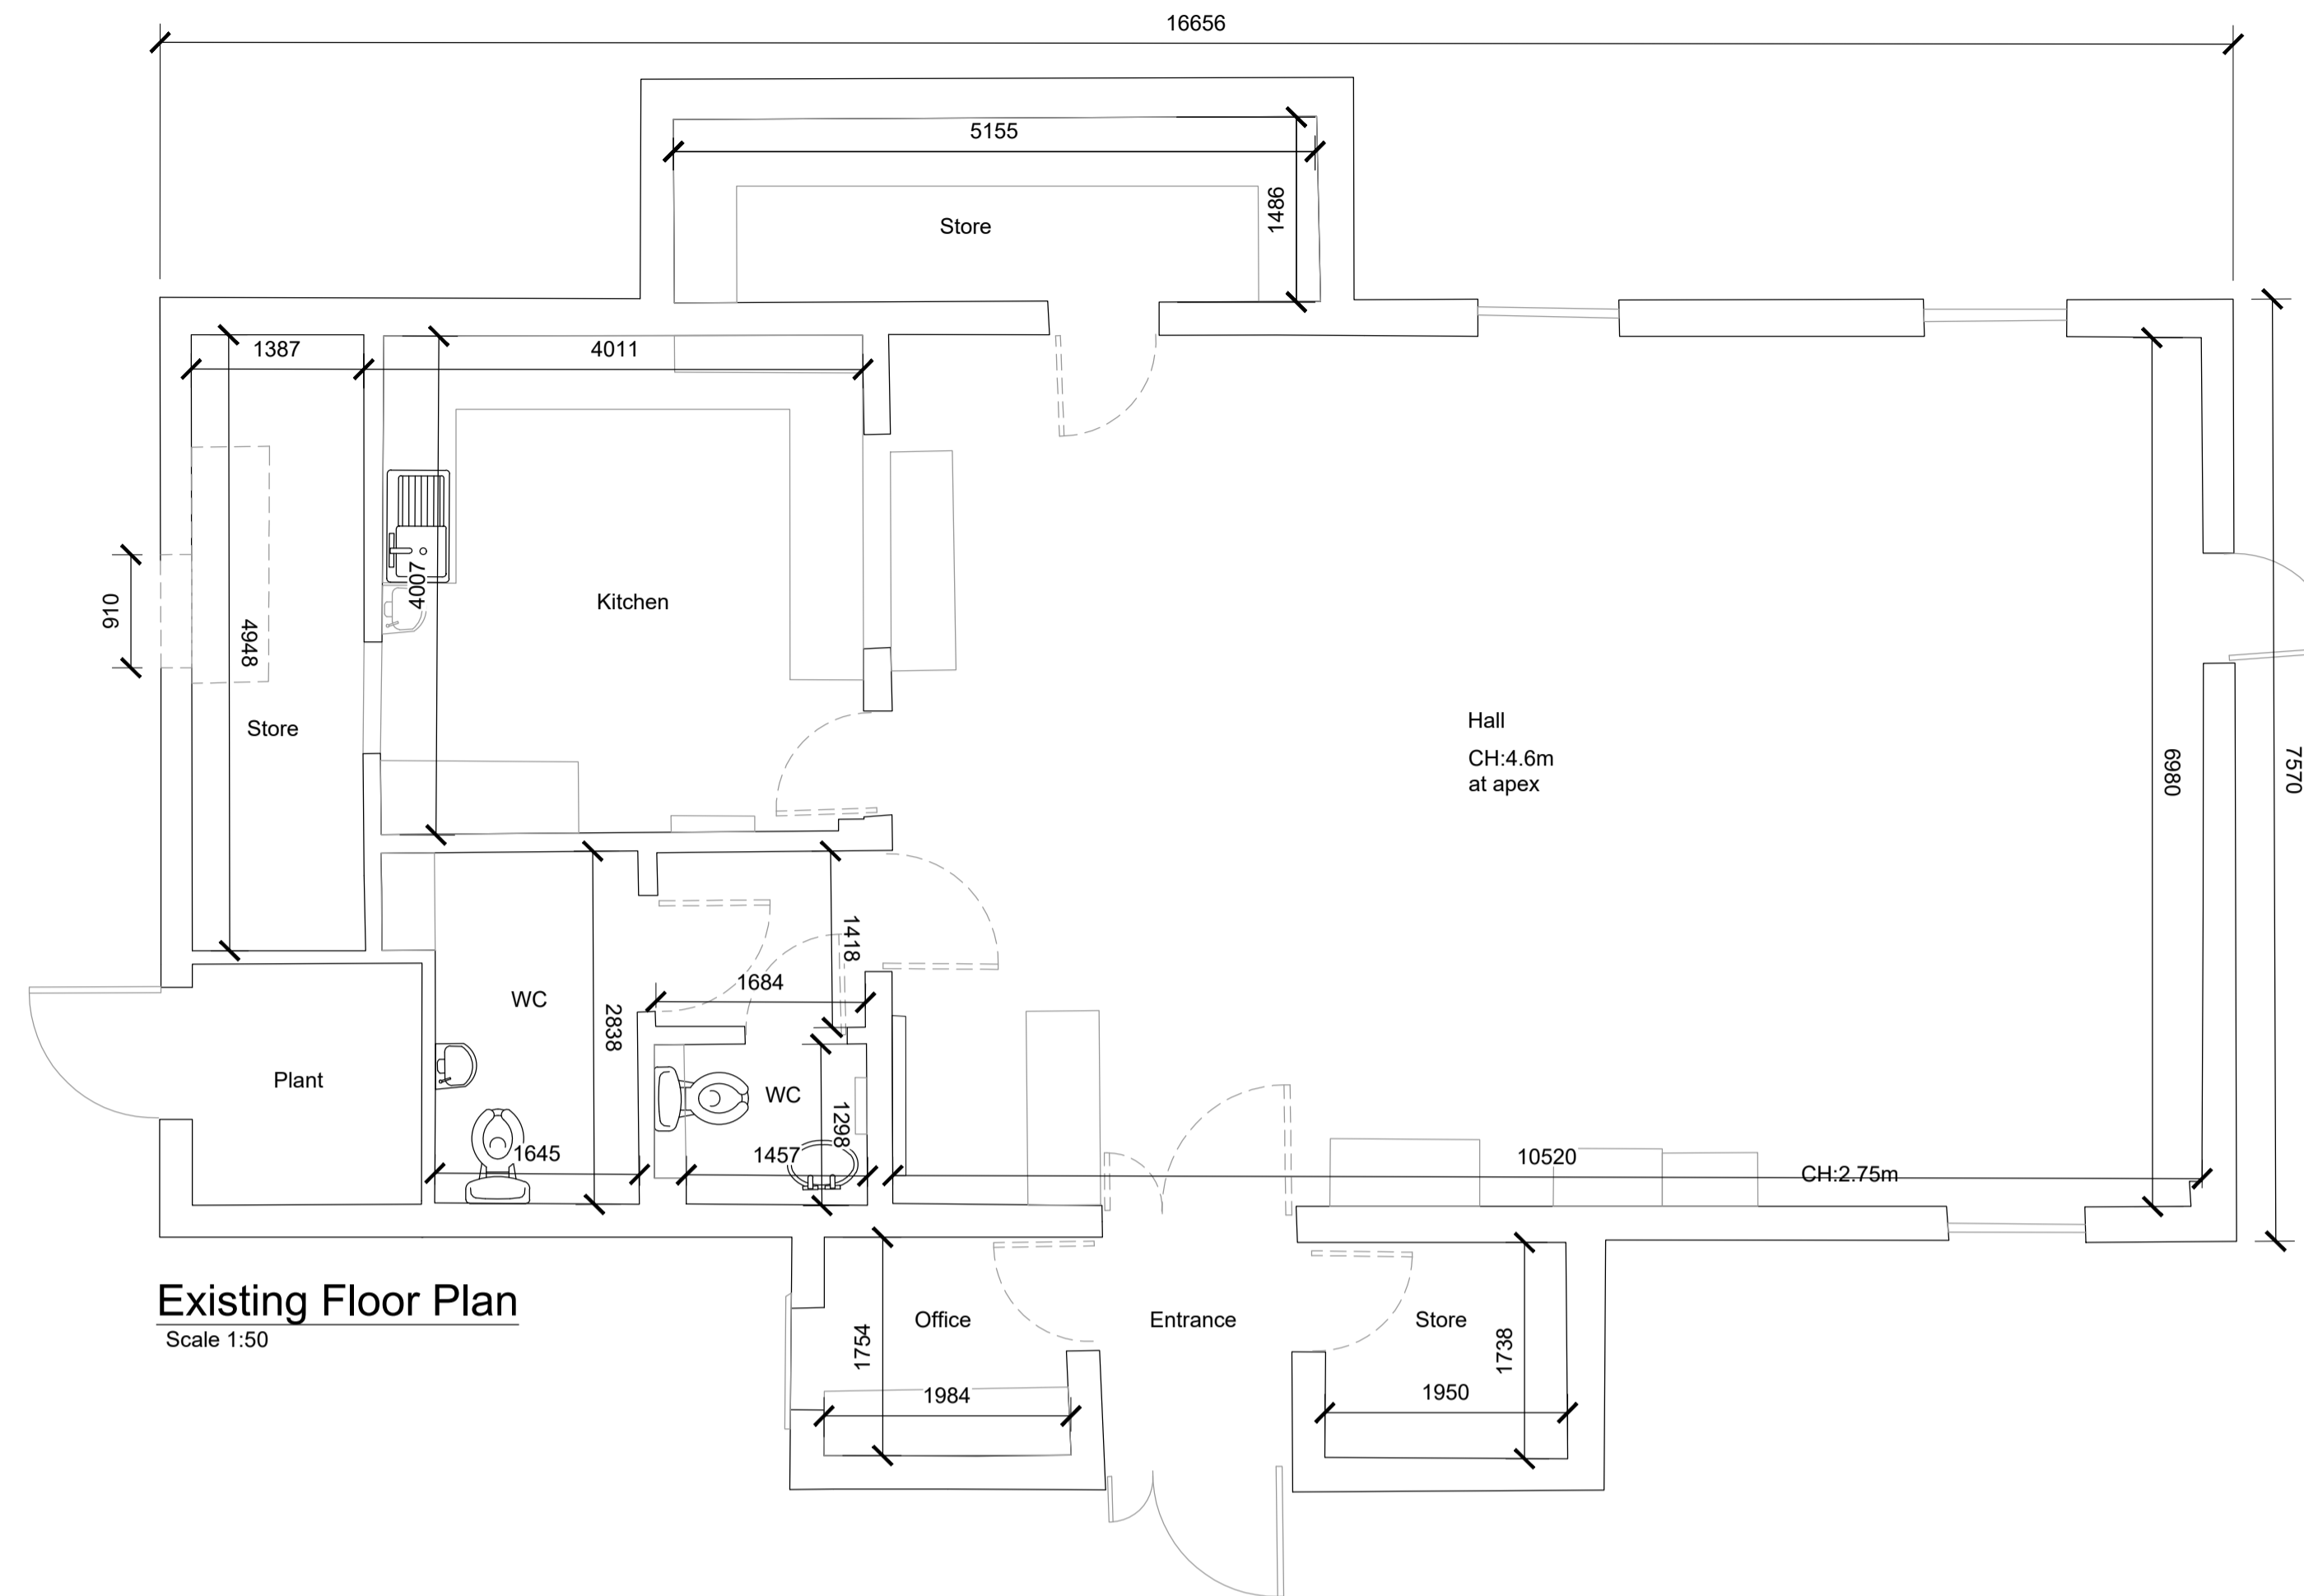 16656
5155
1486
Store
1387
4011
4007
910
4948
Kitchen
Store
Hall
CH:4.6m
at apex
6980
7570
1418
1684
WC
2838
Plant
WC
1298
1645
1457
10520
CH:2.75m
Existing Floor Plan
Scale 1:50
Office
Entrance
Store
1754
1738
1984
1950